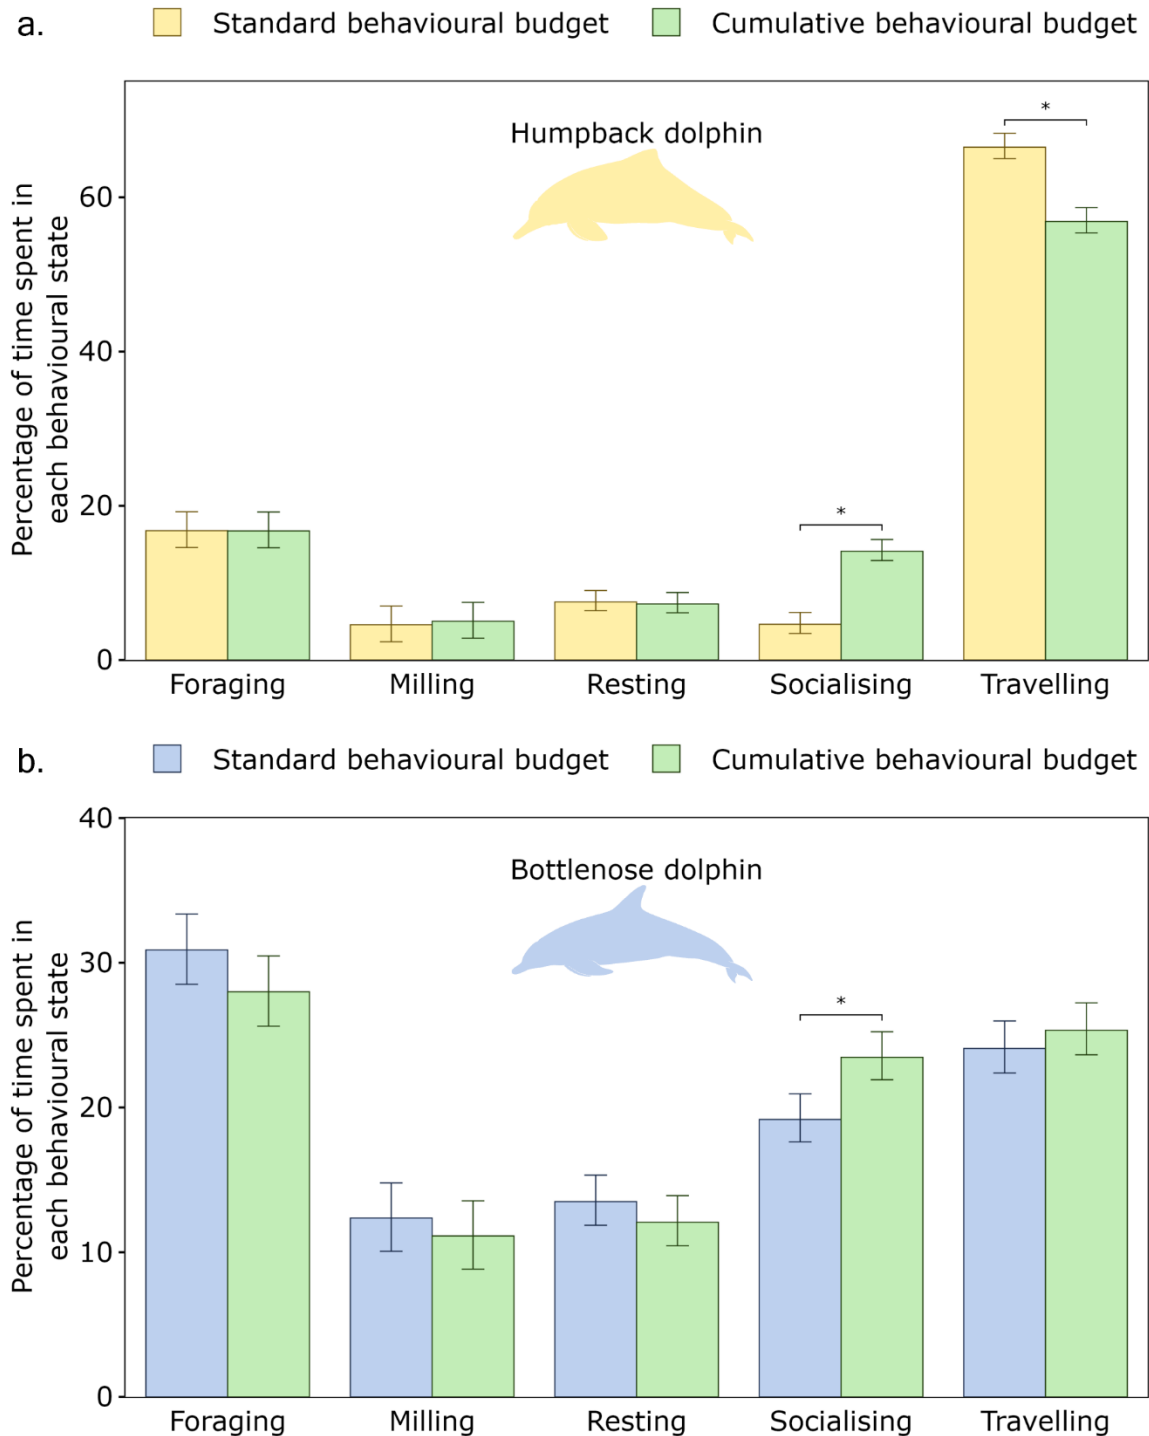 a.
Standard behavioural budget
Cumulative behavioural budget
Percentage of time spent in
each behavioural state
60
40
20
0
Humpback dolphin
*
*
Foraging
Milling
Resting
Socialising
Travelling
b.
Standard behavioural budget
Cumulative behavioural budget
Percentage of time spent in
each behavioural state
40
30
20
10
0
Bottlenose dolphin
*
Foraging
Milling
Resting
Socialising
Travelling